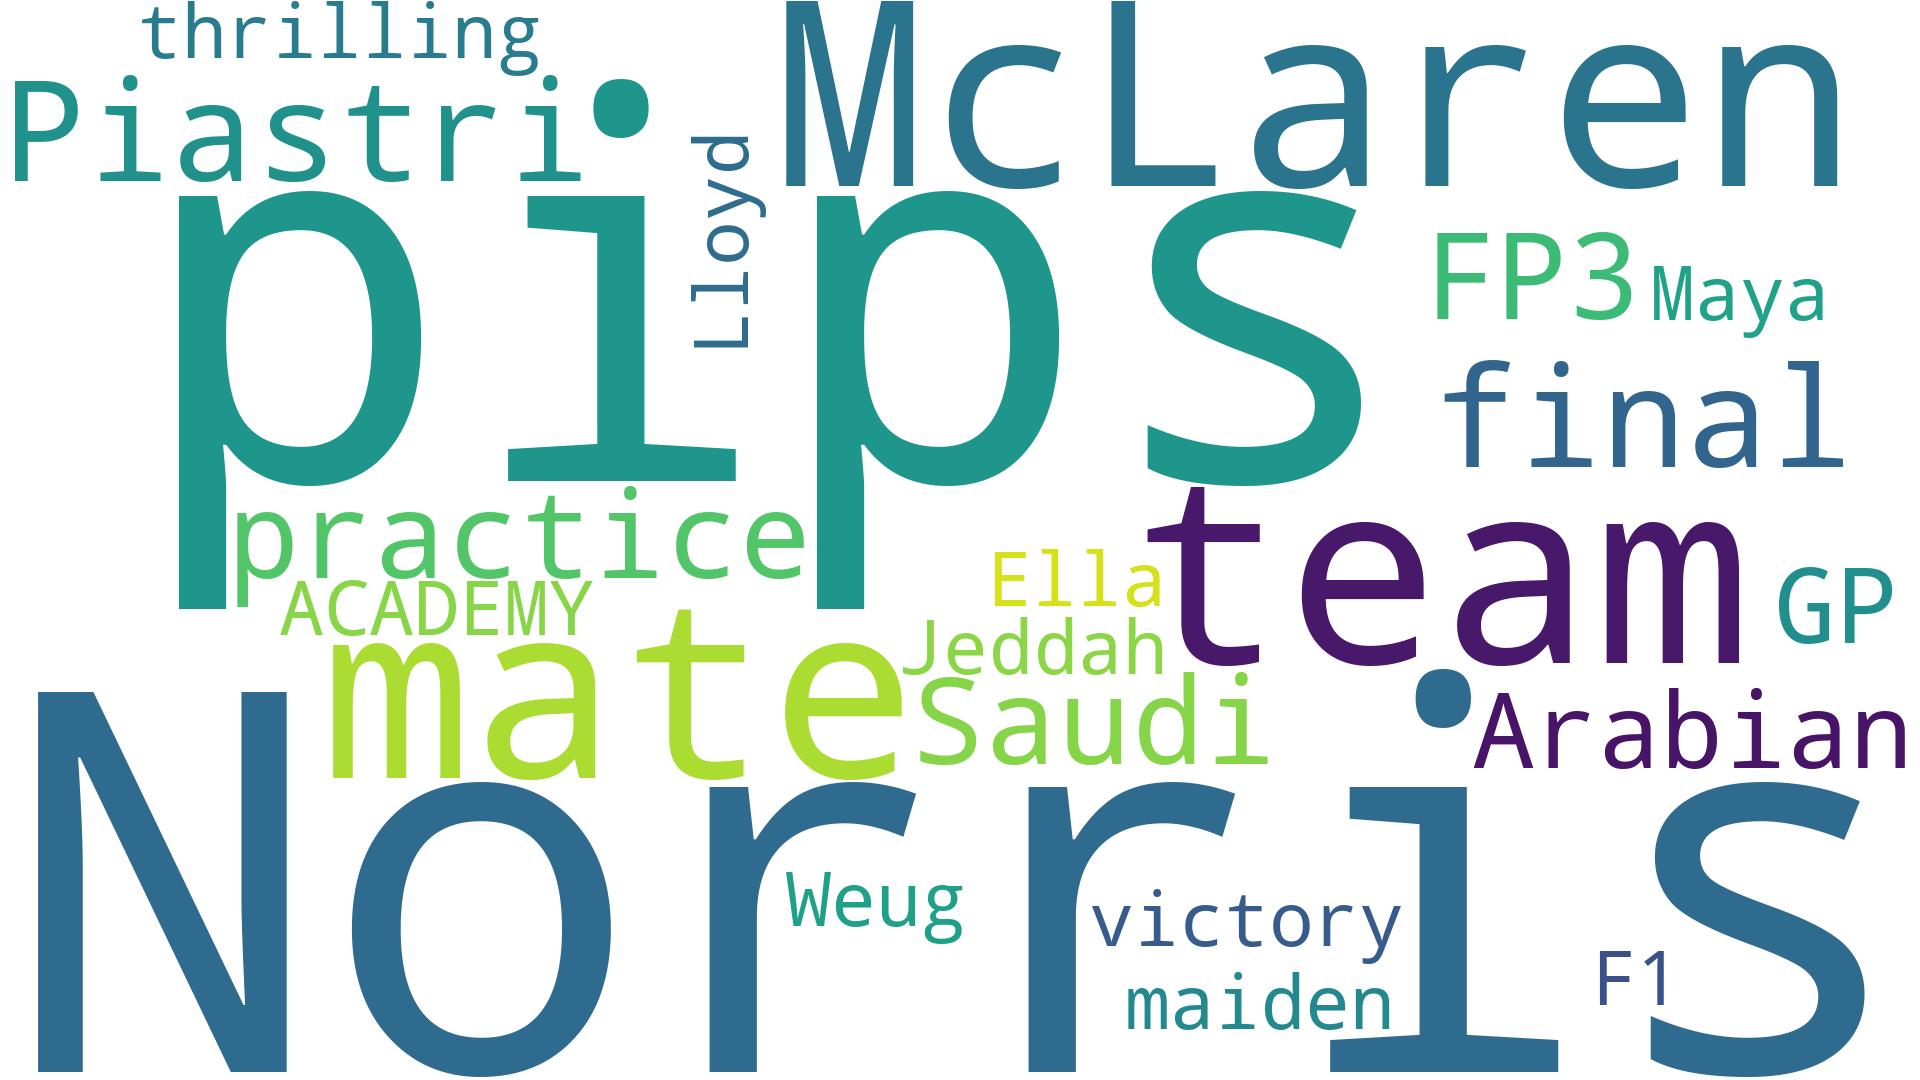 thrilling
McLaren
Piastri
Lloyd
pips
FP3
Maya
final
practice
team
Ella
GP
ACADEMY
mate
Jeddah
Saudi
Arabian
Norris
Weug
victory
F1
maiden